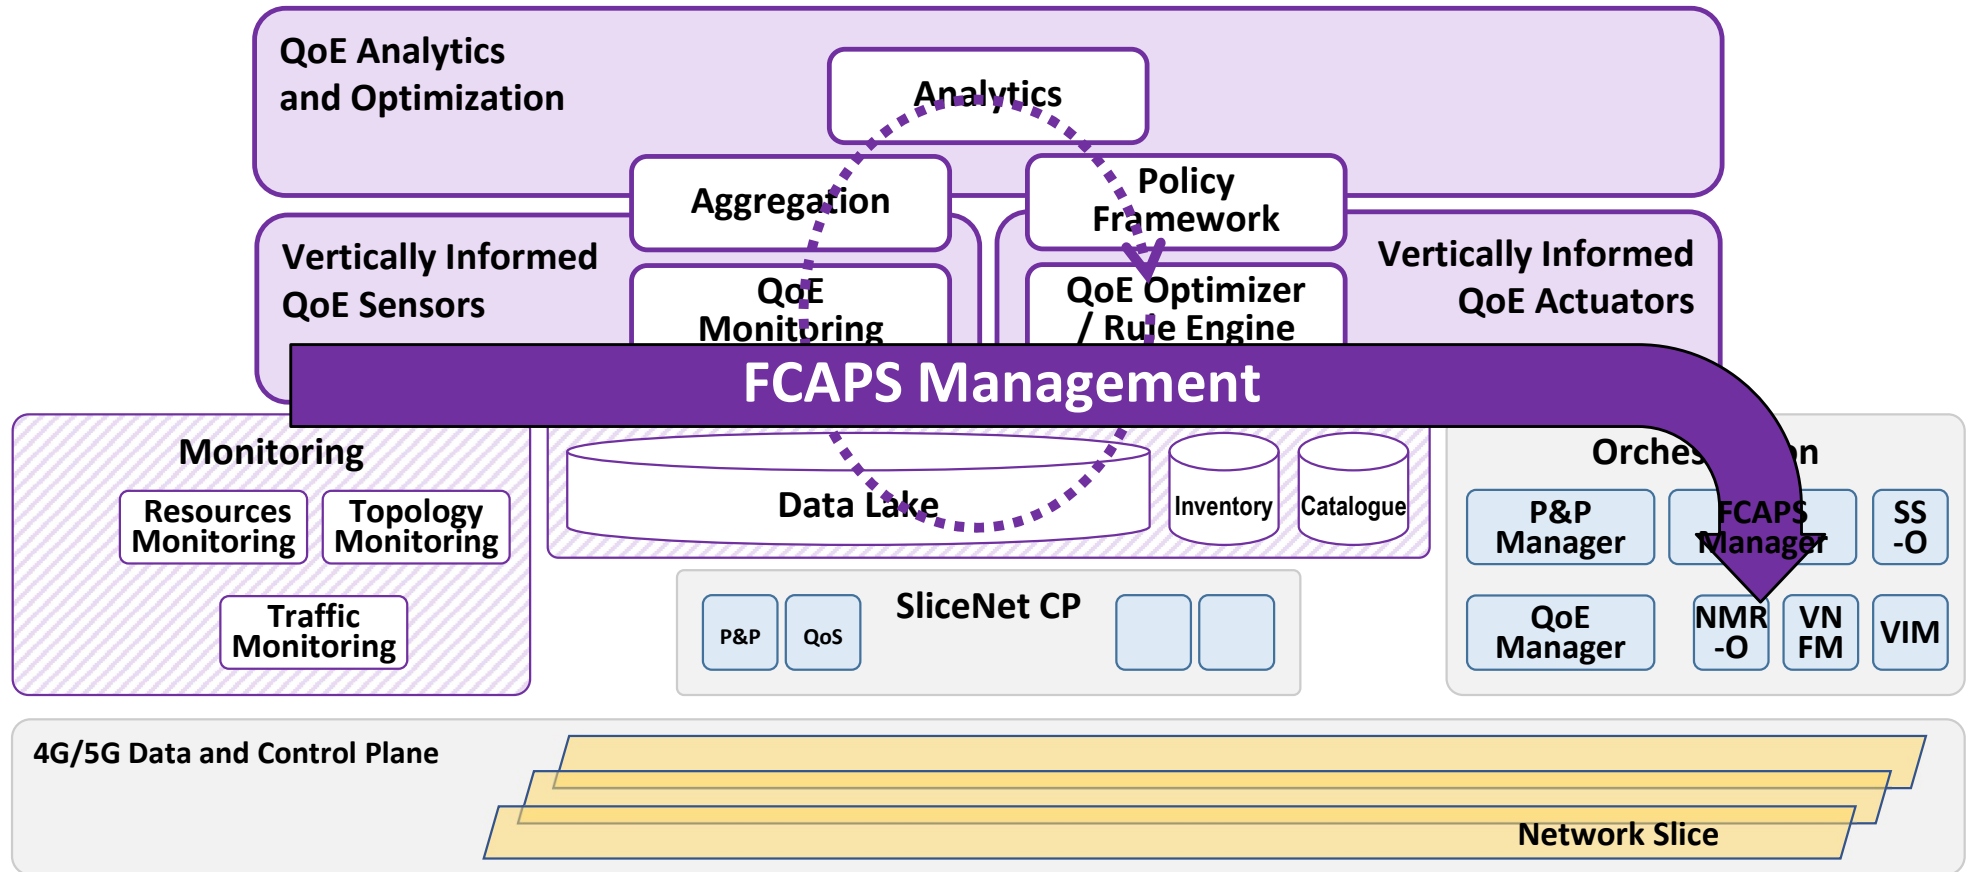 QoE Analytics
and Optimization
Analytics
Aggregation
Policy
Framework
Vertically Informed
QoE Sensors
QoE
Monitoring
QoE Optimizer
/ Rule Engine
Vertically Informed
QoE Actuators
FCAPS Management
Monitoring
Resources
Monitoring
Topology
Monitoring
Traffic
Monitoring
Data Lake
Inventory
Catalogue
SliceNet CP
P&P
QoS
P&P
Manager
FCAPS
Manager
SS
-O
QoE
Manager
NMR
-O
VN
FM
VIM
4G/5G Data and Control Plane
Network Slice